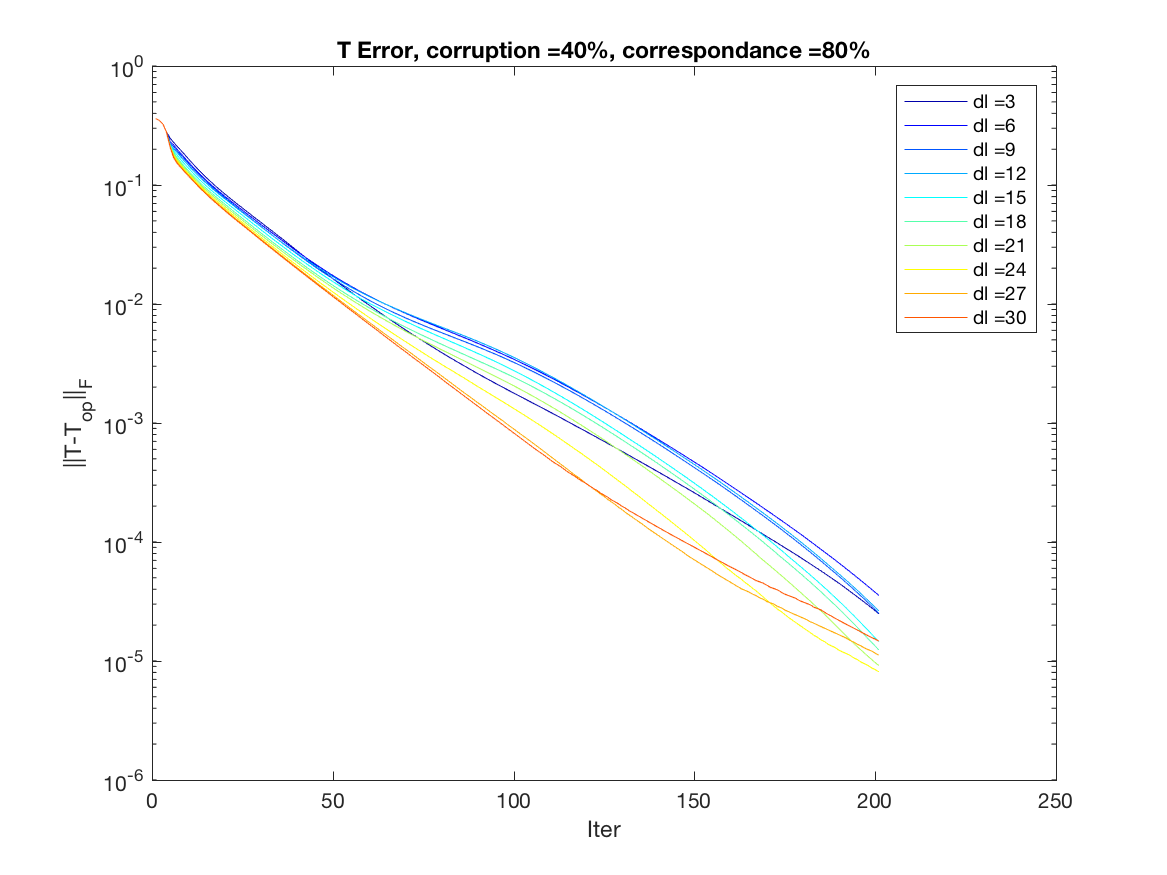 T Error, corruption =40%, correspondance =80%
10^0
10^-1
10^-2
10^-3
10^-4
10^-5
10^-6
||T-T_op||_F
0
50
100
150
200
250
Iter
dl =3
dl =6
dl =9
dl =12
dl =15
dl =18
dl =21
dl =24
dl =27
dl =30